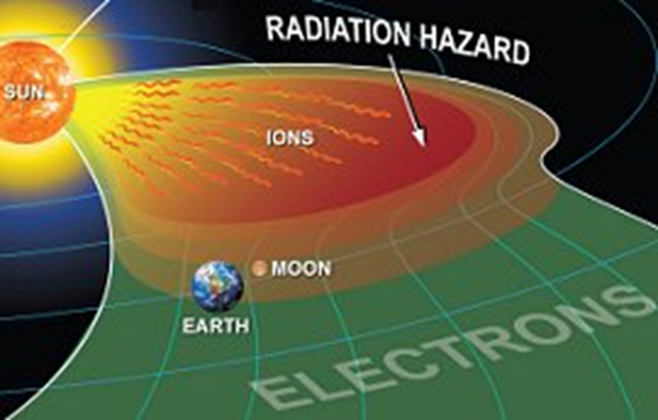 RADIATION HAZARD
SUN
IONS
MOON
EARTH
ELECTRONS